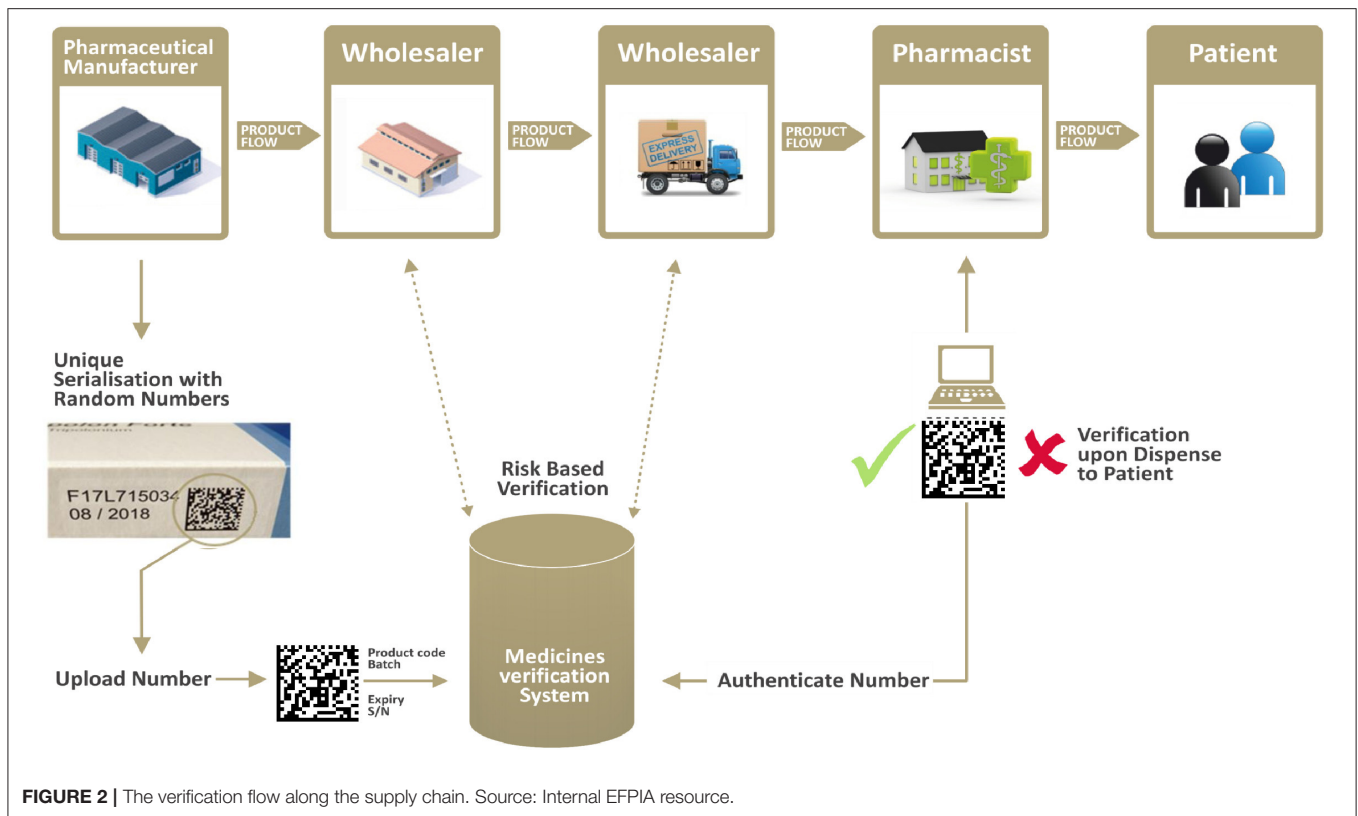 Pharmaceutical
Manufacturer
Wholesaler
Wholesaler
Pharmacist
Patient
PRODUCT
FLOW
PRODUCT
FLOW
EXPRESS
DELIVERY
PRODUCT
FLOW
PRODUCT
FLOW
Unique
Serialisation with
Random Numbers
F17L715034
08 / 2018
Risk Based
Verification
Verification
upon Dispense
to Patient
Upload Number
Product code
Batch
Expiry
S/N
Medicines
verification
System
Authenticate Number
FIGURE 2 | The verification flow along the supply chain. Source: Internal EFPIA resource.